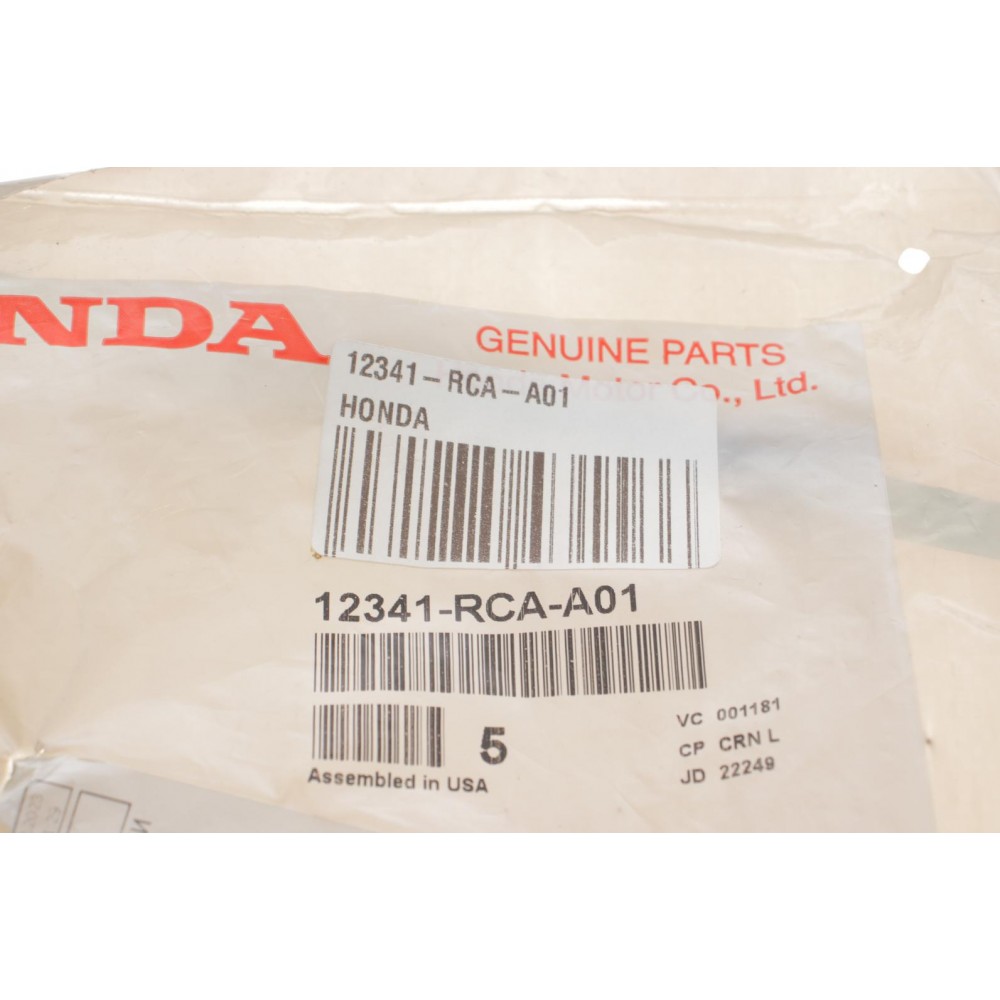 NDA
GENUINE PARTS
Honda Motor Co., Ltd.
12341-RCA-A01
HONDA
12341-RCA-A01
5
Assembled in USA
VC 001181
CP CRN L
JD 22249